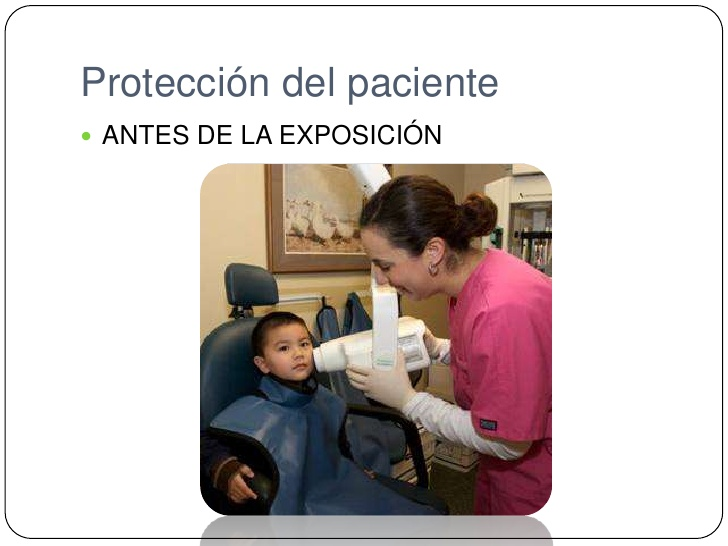 Protección del paciente
ANTES DE LA EXPOSICIÓN